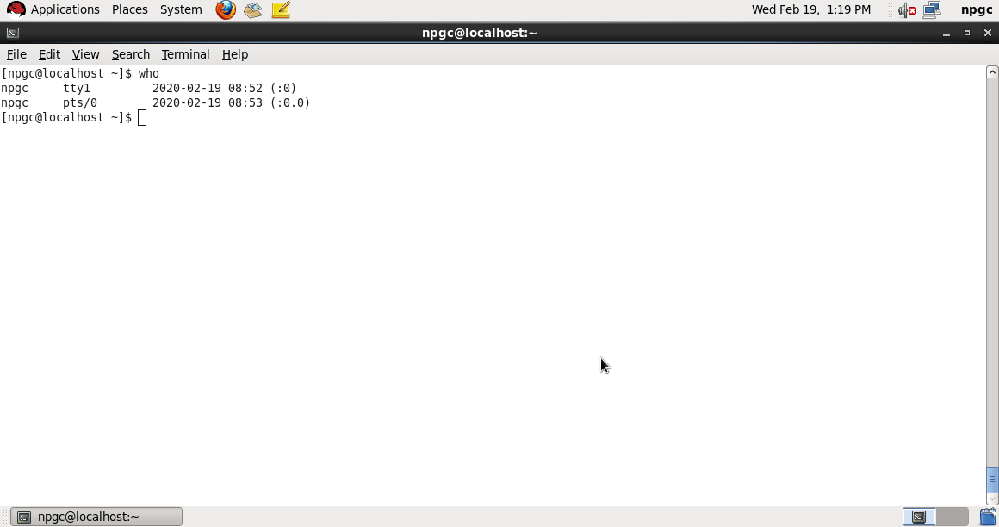 Applications Places System Wed Feb 19, 1:19 PM npgc
npgc@localhost:~
File Edit View Search Terminal Help
[npgc@localhost ~]$ who
npgc     tty1         2020-02-19 08:52 (:0)
npgc     pts/0        2020-02-19 08:53 (:0.0)
[npgc@localhost ~]$
npgc@localhost:~